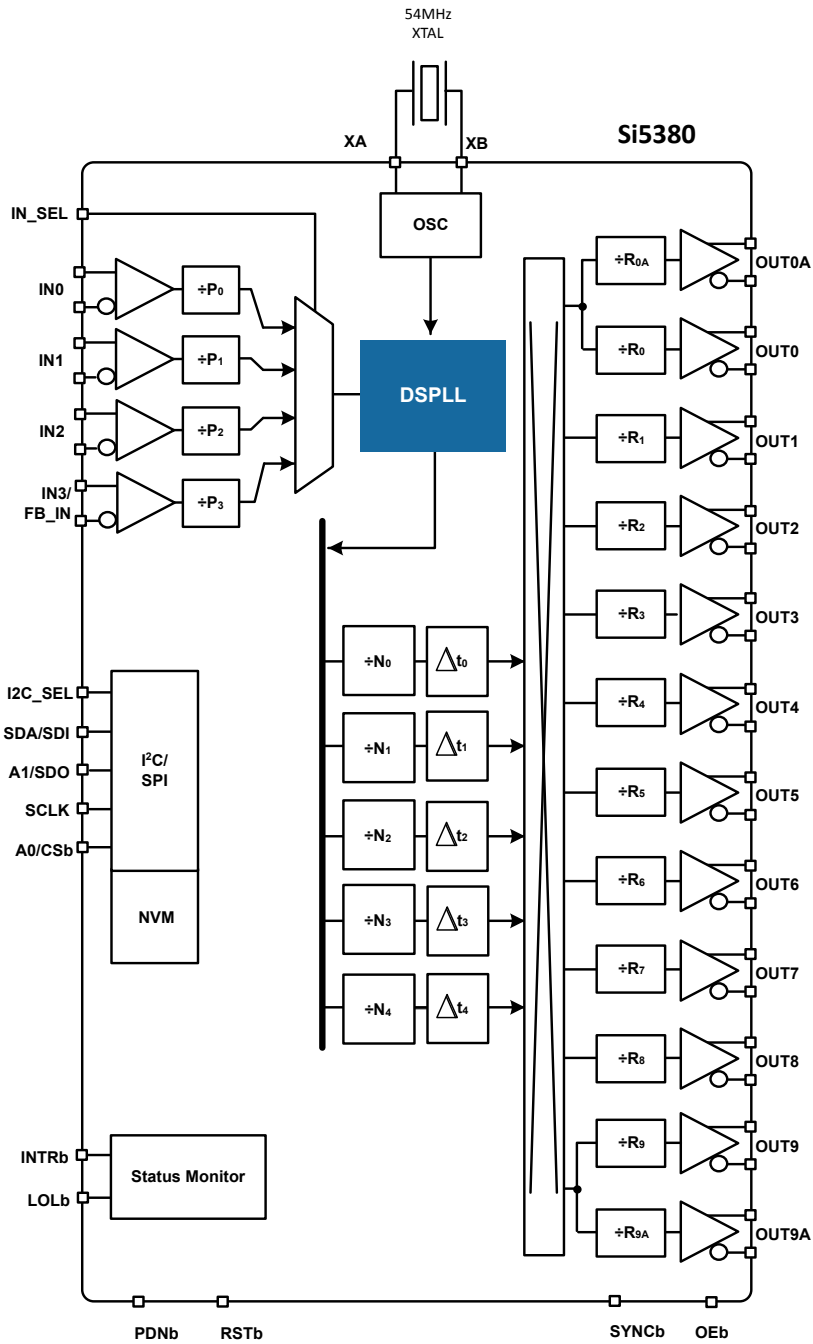 54MHz
XTAL
Si5380
XA
XB
IN_SEL
OSC
IN0
÷P0
IN1
÷P1
IN2
÷P2
IN3/
FB_IN
÷P3
DSPLL
÷N0
Δt0
÷N1
Δt1
÷N2
Δt2
÷N3
Δt3
÷N4
Δt4
I2C_SEL
SDA/SDI
A1/SDO
SCLK
A0/CSb
I²C/
SPI
NVM
INTRb
LOLb
Status Monitor
÷R0A
OUT0A
÷R0
OUT0
÷R1
OUT1
÷R2
OUT2
÷R3
OUT3
÷R4
OUT4
÷R5
OUT5
÷R6
OUT6
÷R7
OUT7
÷R8
OUT8
÷R9
OUT9
÷R9A
OUT9A
PDNb
RSTb
SYNCb
OEb